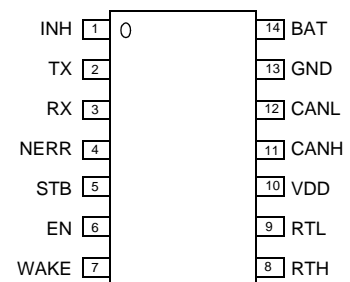 INH 1 14 BAT
TX 2 13 GND
RX 3 12 CANL
NERR 4 11 CANH
STB 5 10 VDD
EN 6 9 RTL
WAKE 7 8 RTH